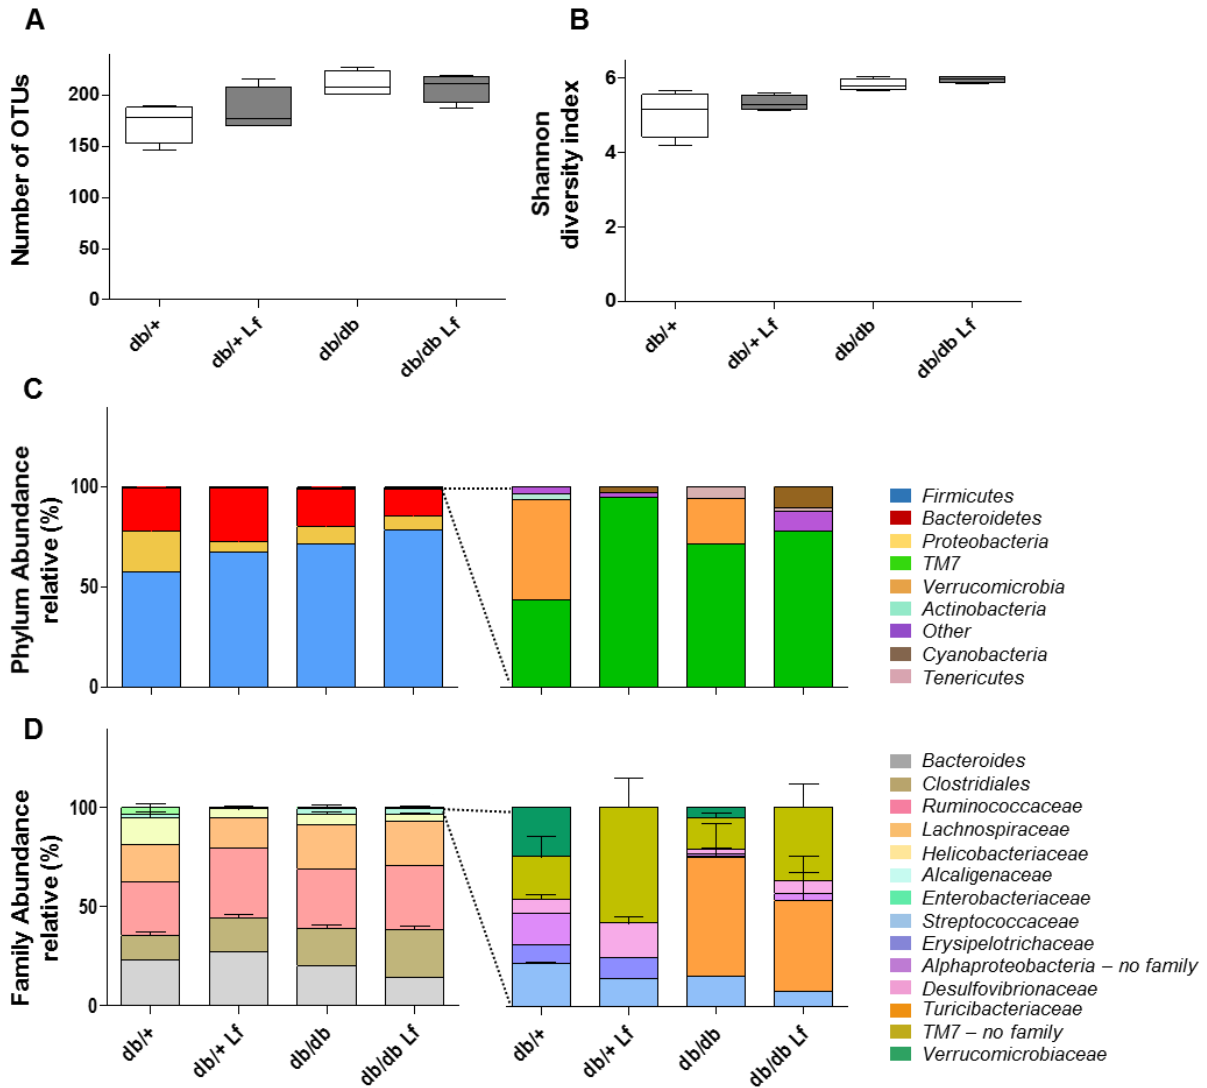 A
Number of OTUs
200
150
100
50
0
db/+
db/+ Lf
db/db
db/db Lf
B
Shannon
diversity index
6
4
2
0
db/+
db/+ Lf
db/db
db/db Lf
C
Phylum Abundance
relative (%)
100
50
0
Firmicutes
Bacteroidetes
Proteobacteria
TM7
Verrucomicrobia
Actinobacteria
Other
Cyanobacteria
Tenericutes
D
Family Abundance
relative (%)
100
50
0
db/+
db/+ Lf
db/db
db/db Lf
db/+
db/+ Lf
db/db
db/db Lf
Bacteroides
Clostridiales
Ruminococcaceae
Lachnospiraceae
Helicobacteriaceae
Alcaligenaceae
Enterobacteriaceae
Streptococcaceae
Erysipelotrichaceae
Alphaproteobacteria – no family
Desulfovibrionaceae
Turicibacteriaceae
TM7 – no family
Verrucomicrobiaceae